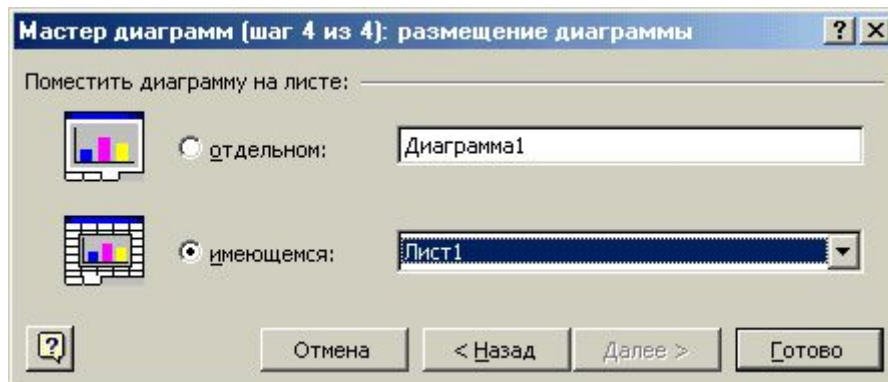 Мастер диаграмм (шаг 4 из 4): размещение диаграммы
Поместить диаграмму на листе:
отдельном: Диаграмма1
имеющемся: Лист1
Отмена < Назад Далее > Готово